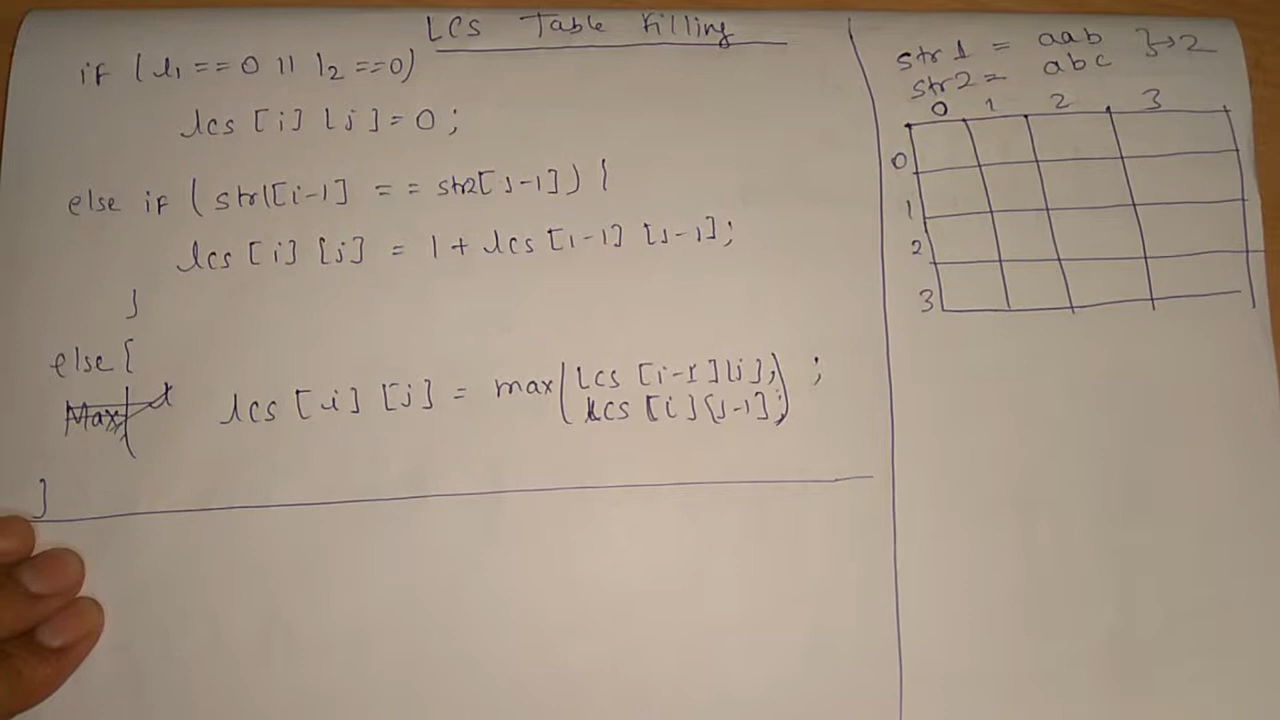 LCS Table Filling
if (l1 == 0 || l2 == 0)
lcs [i] [j] = 0 ;
else if ( str1[i-1] == str2[j-1] ) {
lcs [i] [j] = 1 + lcs [i-1] [j-1] ;
}
else {
Max lcs [i] [j] = max( lcs [i-1] [j],
lcs [i] [j-1] ) ;
}
str1 = aab } → 2
str2 = abc
0 1 2 3
0
1
2
3